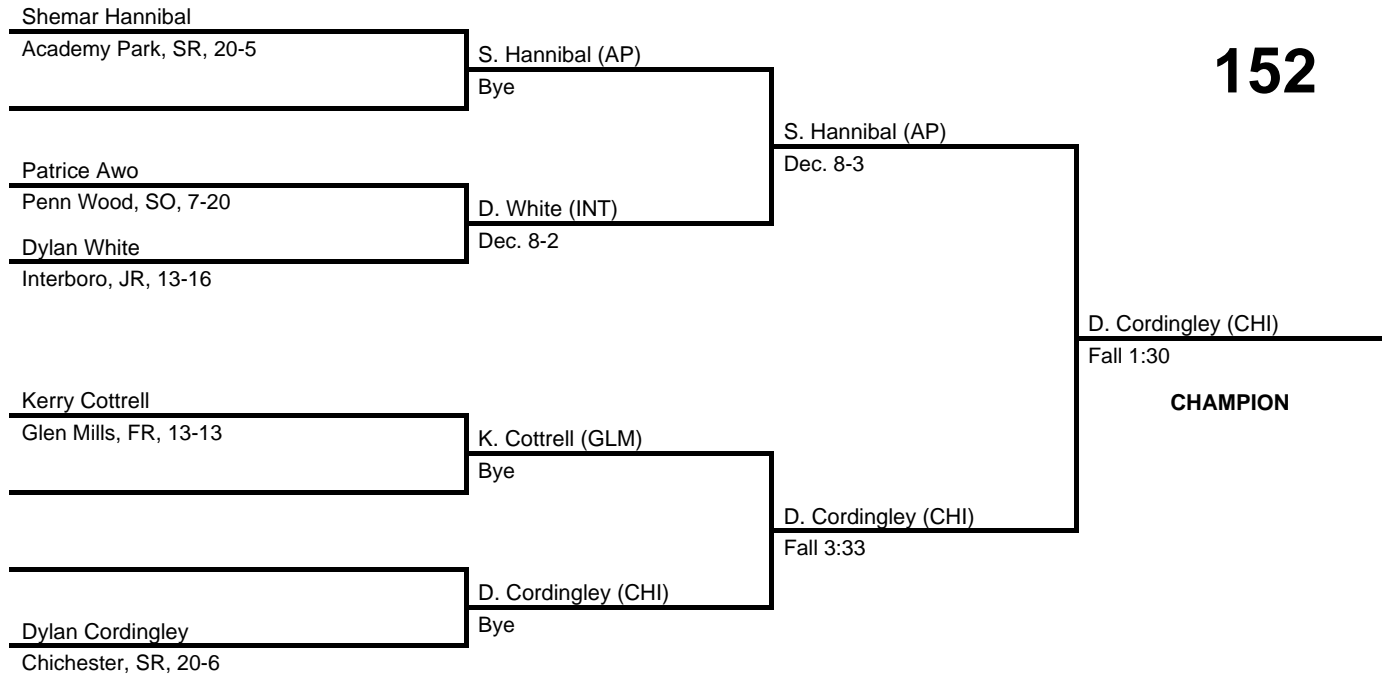 Shemar Hannibal
Academy Park, SR, 20-5
S. Hannibal (AP)
Bye
152
S. Hannibal (AP)
Dec. 8-3
Patrice Awo
Penn Wood, SO, 7-20
D. White (INT)
Dec. 8-2
Dylan White
Interboro, JR, 13-16
D. Cordingley (CHI)
Fall 1:30
CHAMPION
Kerry Cottrell
Glen Mills, FR, 13-13
K. Cottrell (GLM)
Bye
D. Cordingley (CHI)
Fall 3:33
D. Cordingley (CHI)
Bye
Dylan Cordingley
Chichester, SR, 20-6